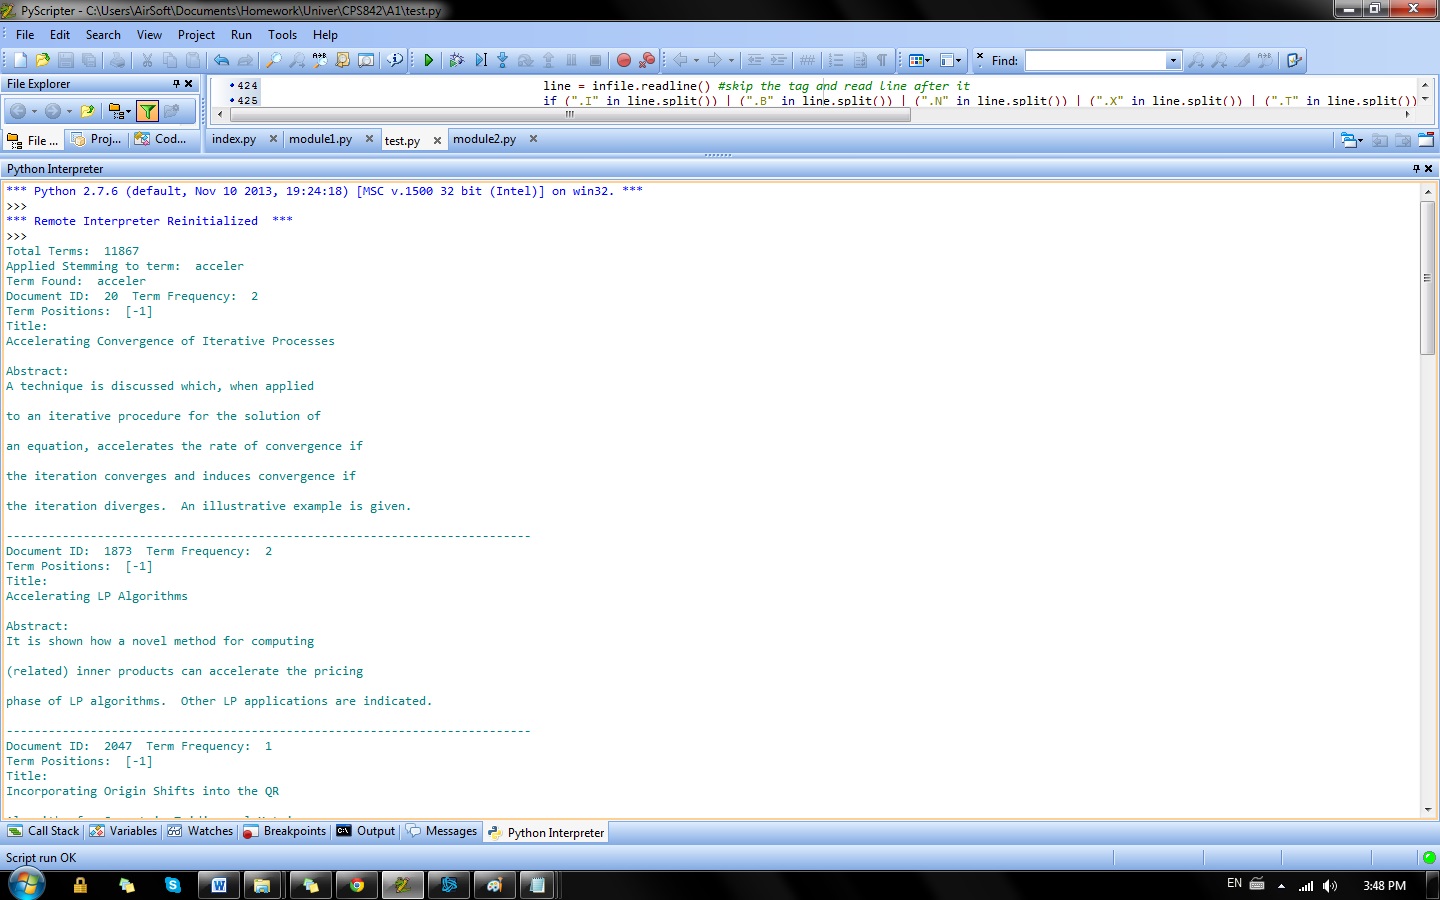 PyScripter - C:\Users\AirSoft\Documents\Homework\Univer\CPS842\A1\test.py
File Edit Search View Project Run Tools Help
Find:
File Explorer
424 line = infile.readline() #skip the tag and read line after it
425 if (".I" in line.split()) | (".B" in line.split()) | (".N" in line.split()) | (".X" in line.split()) | (".T" in line.split())
File ... Proj... Cod...
index.py module1.py test.py module2.py
Python Interpreter
*** Python 2.7.6 (default, Nov 10 2013, 19:24:18) [MSC v.1500 32 bit (Intel)] on win32. ***
>>>
*** Remote Interpreter Reinitialized ***
>>>
Total Terms: 11867
Applied Stemming to term: acceler
Term Found: acceler
Document ID: 20 Term Frequency: 2
Term Positions: [-1]
Title:
Accelerating Convergence of Iterative Processes
Abstract:
A technique is discussed which, when applied
to an iterative procedure for the solution of
an equation, accelerates the rate of convergence if
the iteration converges and induces convergence if
the iteration diverges. An illustrative example is given.
---------------------------------------------------------------------------
Document ID: 1873 Term Frequency: 2
Term Positions: [-1]
Title:
Accelerating LP Algorithms
Abstract:
It is shown how a novel method for computing
(related) inner products can accelerate the pricing
phase of LP algorithms. Other LP applications are indicated.
---------------------------------------------------------------------------
Document ID: 2047 Term Frequency: 1
Term Positions: [-1]
Title:
Incorporating Origin Shifts into the QR
Call Stack Variables Watches Breakpoints Output Messages Python Interpreter
Script run OK
EN 3:48 PM